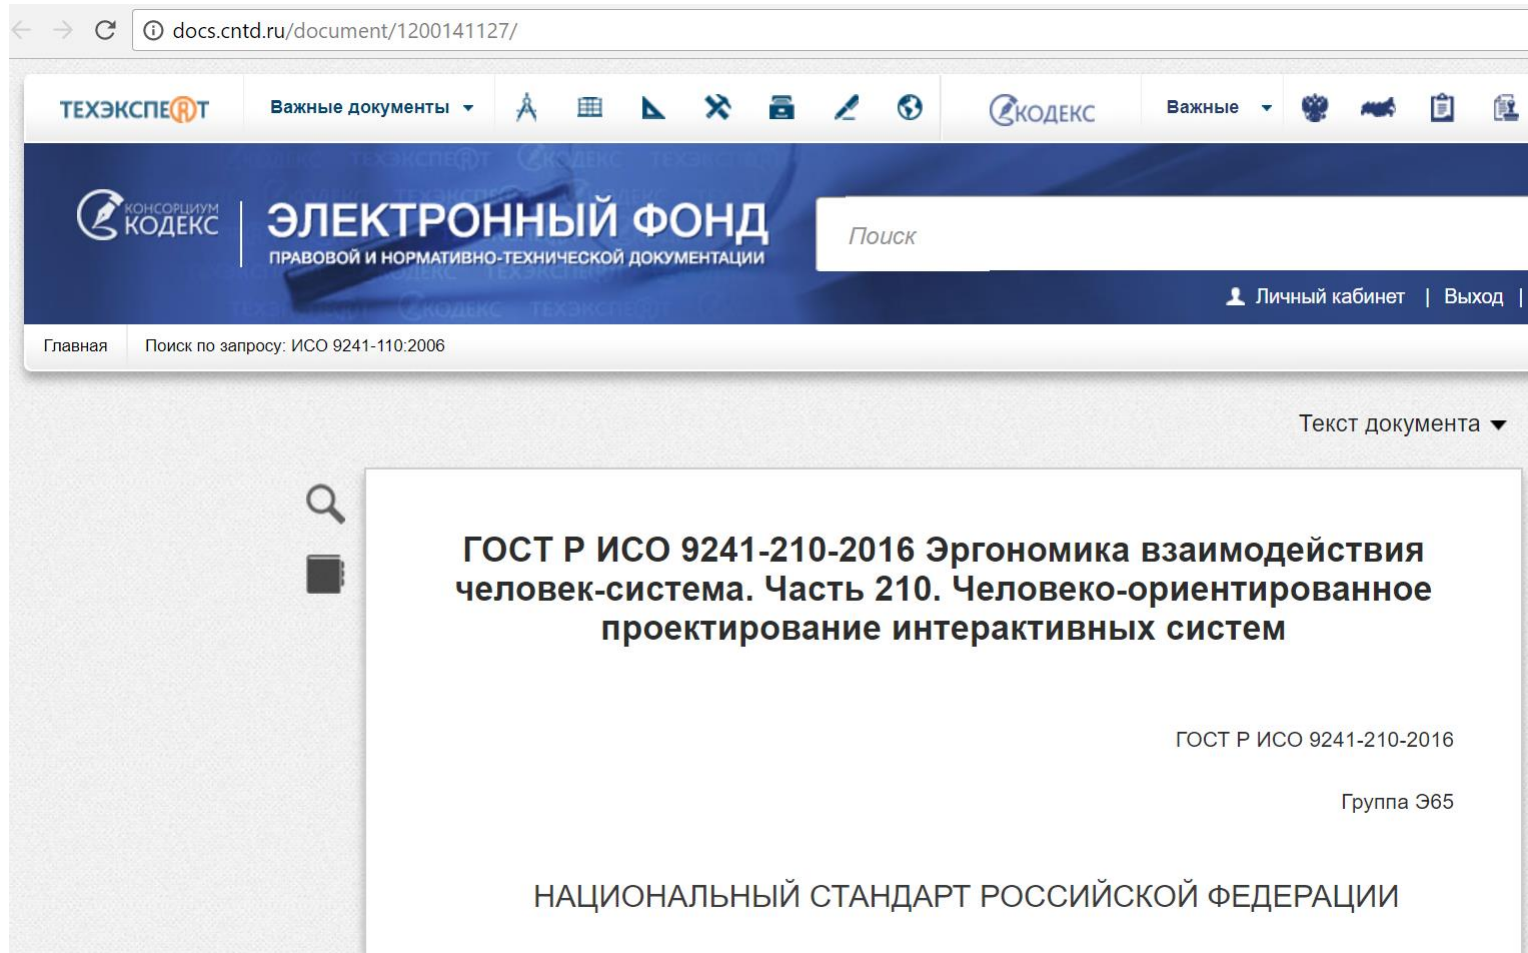 docs.cntd.ru/document/1200141127/
ТЕХЭКСПЕRТ Важные документы КОДЕКС Важные
КОНСОРЦИУМ
КОДЕКС
ЭЛЕКТРОННЫЙ ФОНД
ПРАВОВОЙ И НОРМАТИВНО-ТЕХНИЧЕСКОЙ ДОКУМЕНТАЦИИ
Поиск
Личный кабинет | Выход |
Главная Поиск по запросу: ИСО 9241-110:2006
Текст документа
ГОСТ Р ИСО 9241-210-2016 Эргономика взаимодействия
человек-система. Часть 210. Человеко-ориентированное
проектирование интерактивных систем
ГОСТ Р ИСО 9241-210-2016
Группа Э65
НАЦИОНАЛЬНЫЙ СТАНДАРТ РОССИЙСКОЙ ФЕДЕРАЦИИ